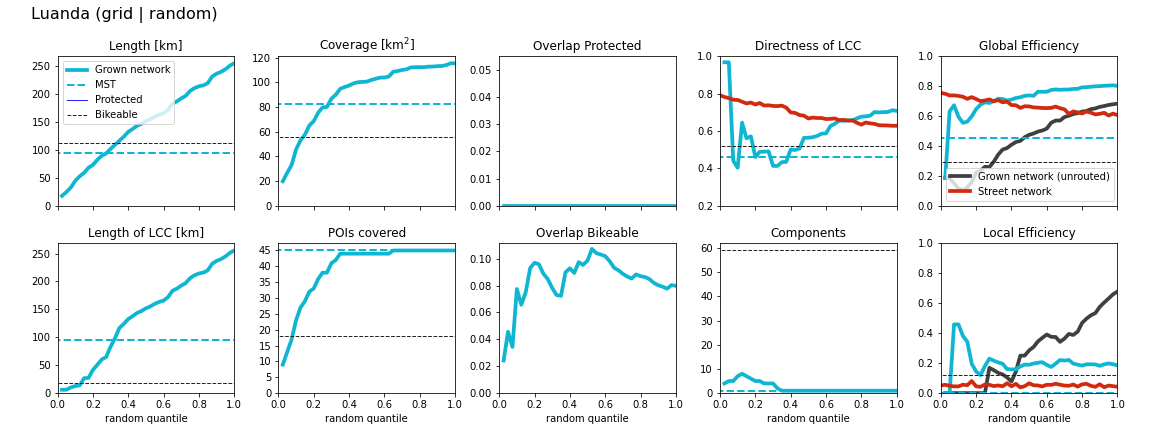 Luanda (grid | random)
Length [km]
Coverage [km²]
Overlap Protected
Directness of LCC
Global Efficiency
250
200
150
100
50
0
Grown network
MST
Protected
Bikeable
120
100
80
60
40
20
0
0.05
0.04
0.03
0.02
0.01
0.00
1.0
0.8
0.6
0.4
0.2
1.0
0.8
0.6
0.4
0.2
0.0
Grown network (unrouted)
Street network
Length of LCC [km]
POIs covered
Overlap Bikeable
Components
Local Efficiency
250
200
150
100
50
0
45
40
35
30
25
20
15
10
5
0
0.10
0.08
0.06
0.04
0.02
0.00
60
50
40
30
20
10
0
1.0
0.8
0.6
0.4
0.2
0.0
0.0 0.2 0.4 0.6 0.8 1.0
0.0 0.2 0.4 0.6 0.8 1.0
0.0 0.2 0.4 0.6 0.8 1.0
0.0 0.2 0.4 0.6 0.8 1.0
0.0 0.2 0.4 0.6 0.8 1.0
random quantile
random quantile
random quantile
random quantile
random quantile